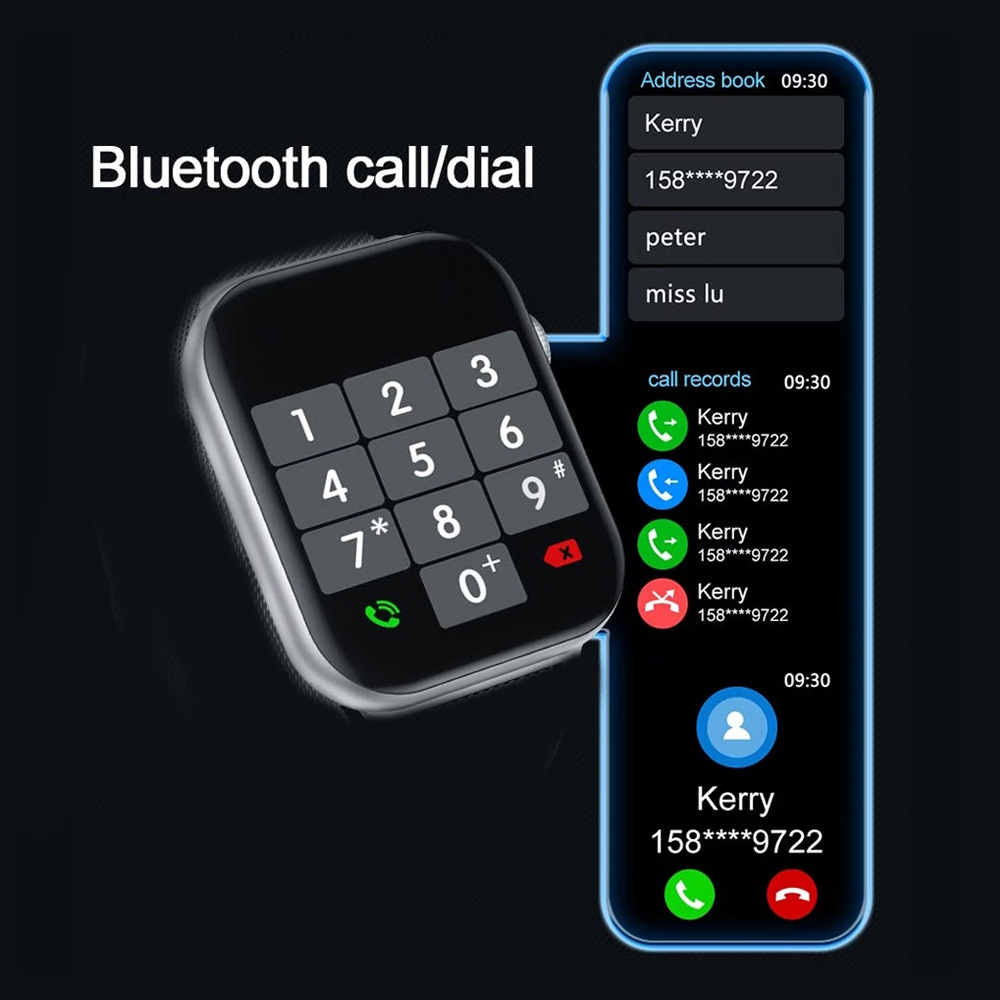 Bluetooth call/dial
1 2 3
4 5 6
7* 8 9#
0+
Address book 09:30
Kerry
158****9722
peter
miss lu
call records 09:30
Kerry
158****9722
Kerry
158****9722
Kerry
158****9722
Kerry
158****9722
09:30
Kerry
158****9722